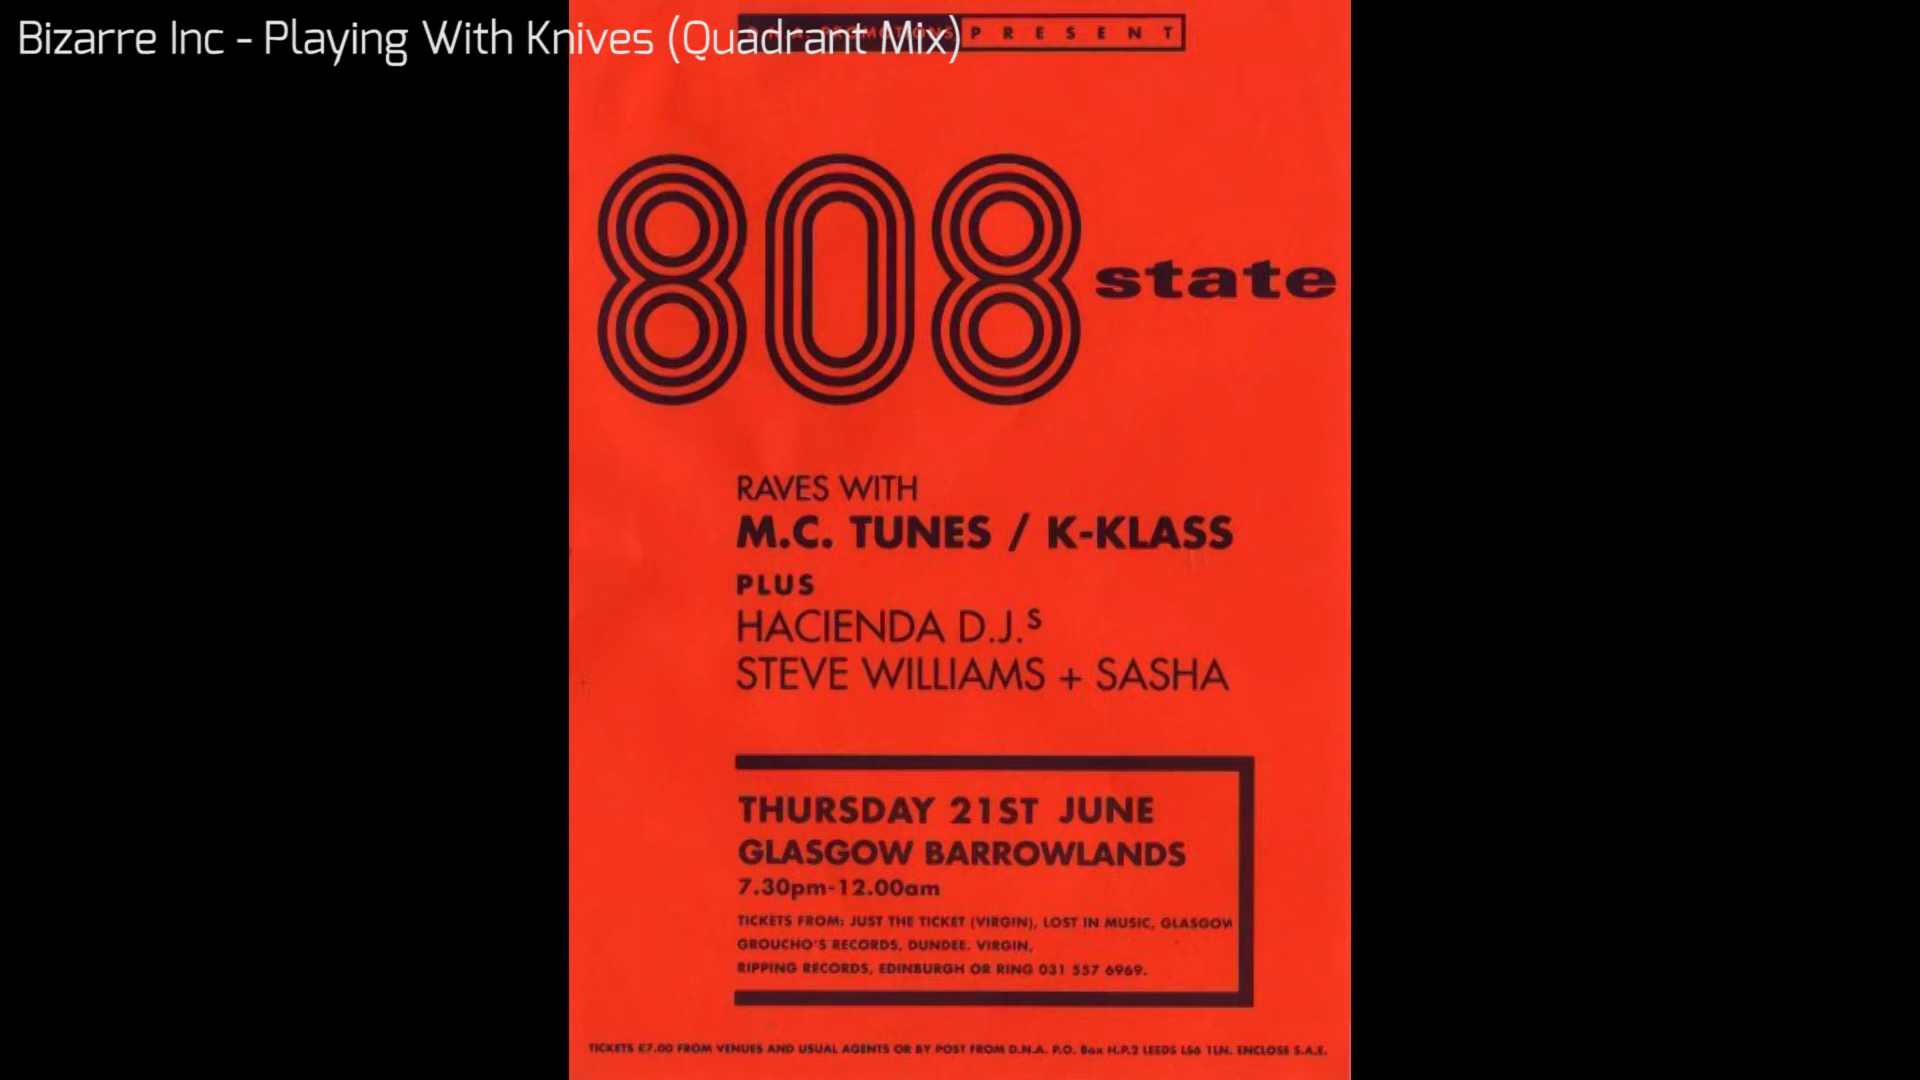 Bizarre Inc - Playing With Knives (Quadrant Mix)
D.N.A. PROMOTIONS PRESENT
808 state
RAVES WITH
M.C. TUNES / K-KLASS
PLUS
HACIENDA D.J.S
STEVE WILLIAMS + SASHA
THURSDAY 21ST JUNE
GLASGOW BARROWLANDS
7.30pm-12.00am
TICKETS FROM: JUST THE TICKET (VIRGIN), LOST IN MUSIC, GLASGOW
GROUCHO'S RECORDS, DUNDEE. VIRGIN,
RIPPING RECORDS, EDINBURGH OR RING 031 557 6969.
TICKETS £7.00 FROM VENUES AND USUAL AGENTS OR BY POST FROM D.N.A. P.O. Box H.P.2 LEEDS LS6 1LN. ENCLOSE S.A.E.